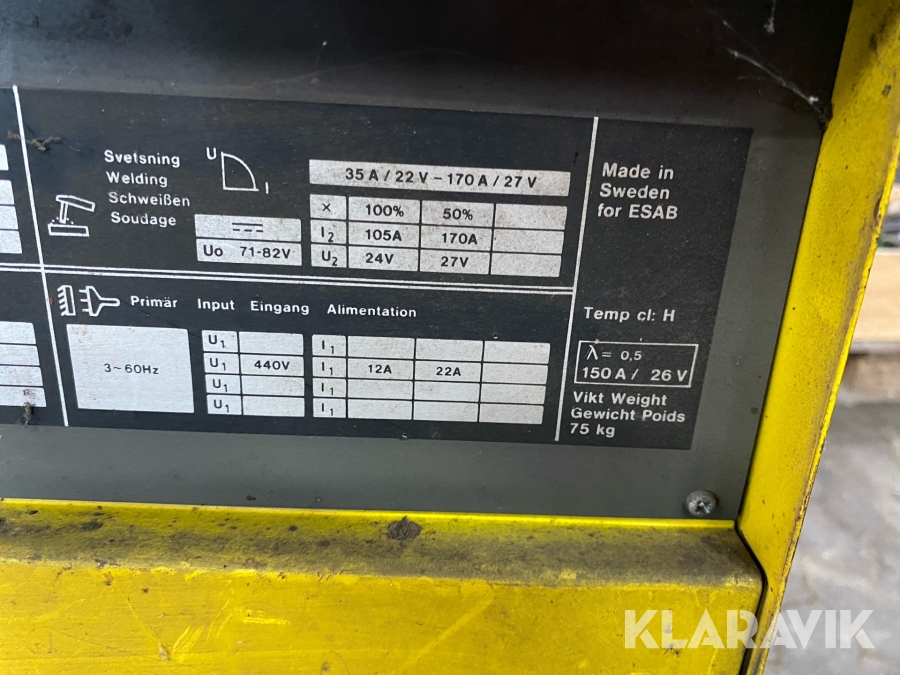 Svetsning
Welding
Schweißen
Soudage
U
I
35 A / 22 V – 170 A / 27 V
X 100% 50%
I2 105A 170A
U2 24V 27V
Uo 71-82V
Made in
Sweden
for ESAB
Primär Input Eingang Alimentation
3~60Hz
U1 I1
U1 440V I1 12A 22A
U1 I1
U1 I1
Temp cl: H
λ = 0,5
150 A / 26 V
Vikt Weight
Gewicht Poids
75 kg
KLARAVIK